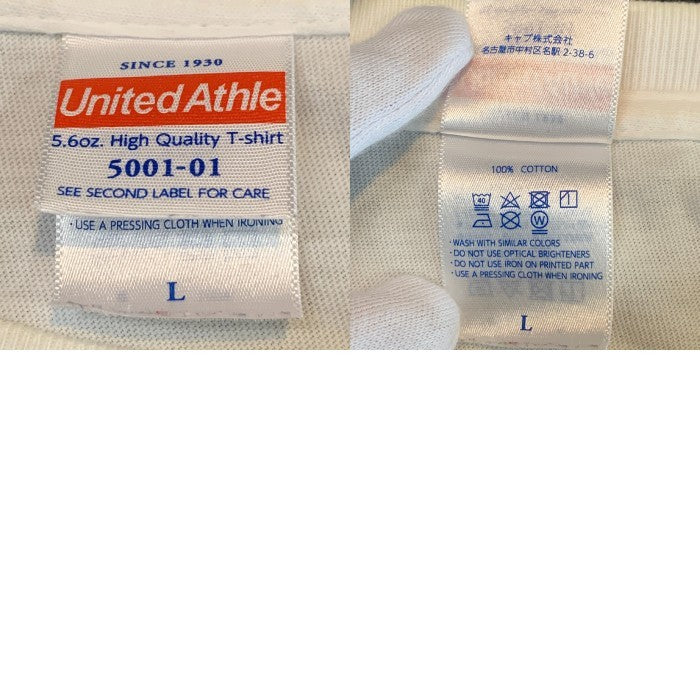 SINCE 1930
United Athle
5.6oz. High Quality T-shirt
5001-01
SEE SECOND LABEL FOR CARE
· USE A PRESSING CLOTH WHEN IRONING
L
キャブ株式会社
名古屋市中村区名駅 2-38-6
100% COTTON
40
W
· WASH WITH SIMILAR COLORS
· DO NOT USE OPTICAL BRIGHTENERS
· DO NOT USE IRON ON PRINTED PART
· USE A PRESSING CLOTH WHEN IRONING
L